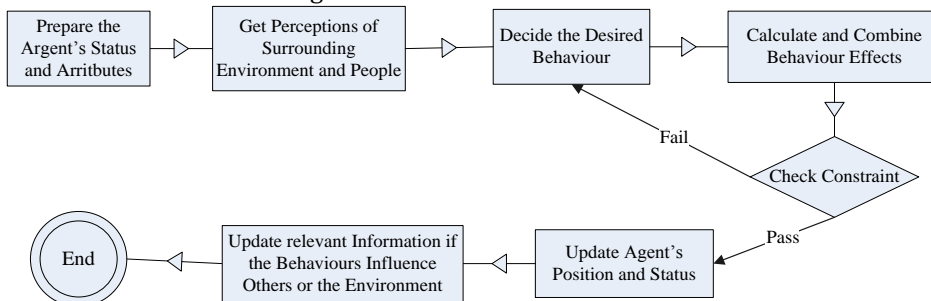 Prepare the
Argent's Status
and Arritbutes
Get Perceptions of
Surrounding
Environment and People
Decide the Desired
Behaviour
Calculate and Combine
Behaviour Effects
Fail
Check Constraint
Pass
Update Agent's
Position and Status
Update relevant Information if
the Behaviours Influence
Others or the Environment
End